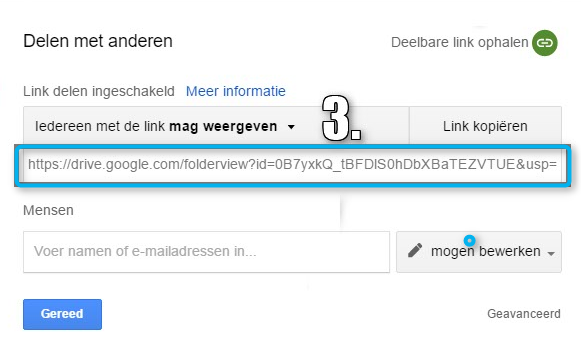 Delen met anderen
Deelbare link ophalen
Link delen ingeschakeld Meer informatie
3.
Iedereen met de link mag weergeven
Link kopiëren
https://drive.google.com/folderview?id=0B7yxkQ_tBFDlS0hDbXBaTEZVTUE&usp=
Mensen
Voer namen of e-mailadressen in...
mogen bewerken
Gereed
Geavanceerd